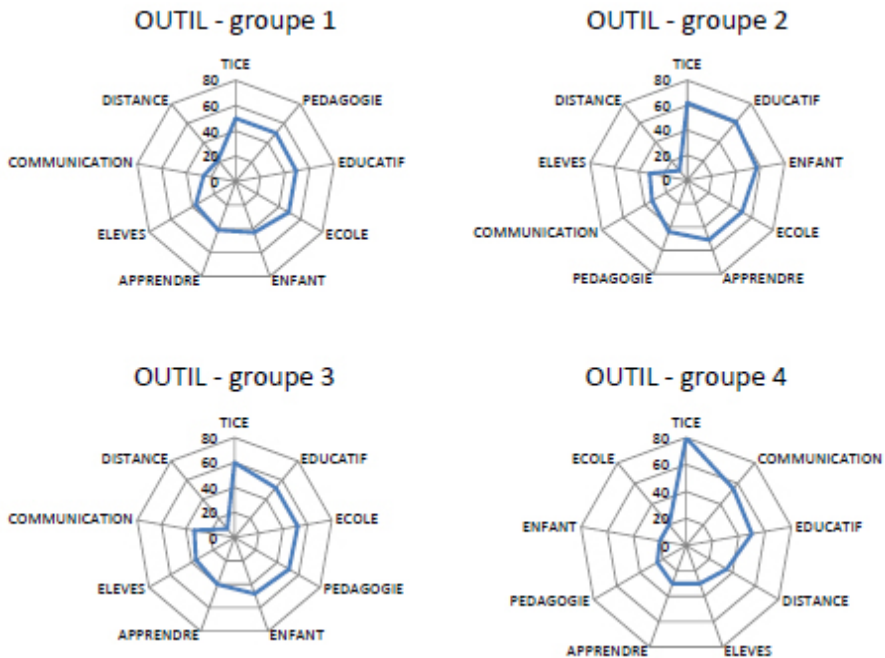 OUTIL - groupe 1
TICE
80
DISTANCE
PEDAGOGIE
60
40
COMMUNICATION
20
EDUCATIF
0
ELEVES
ECOLE
APPRENDRE
ENFANT
OUTIL - groupe 2
TICE
80
DISTANCE
EDUCATIF
60
40
ELEVES
20
ENFANT
0
COMMUNICATION
ECOLE
PEDAGOGIE
APPRENDRE
OUTIL - groupe 3
TICE
80
DISTANCE
EDUCATIF
60
40
COMMUNICATION
20
ECOLE
0
ELEVES
PEDAGOGIE
APPRENDRE
ENFANT
OUTIL - groupe 4
TICE
80
ECOLE
COMMUNICATION
60
40
ENFANT
20
EDUCATIF
0
PEDAGOGIE
DISTANCE
APPRENDRE
ELEVES